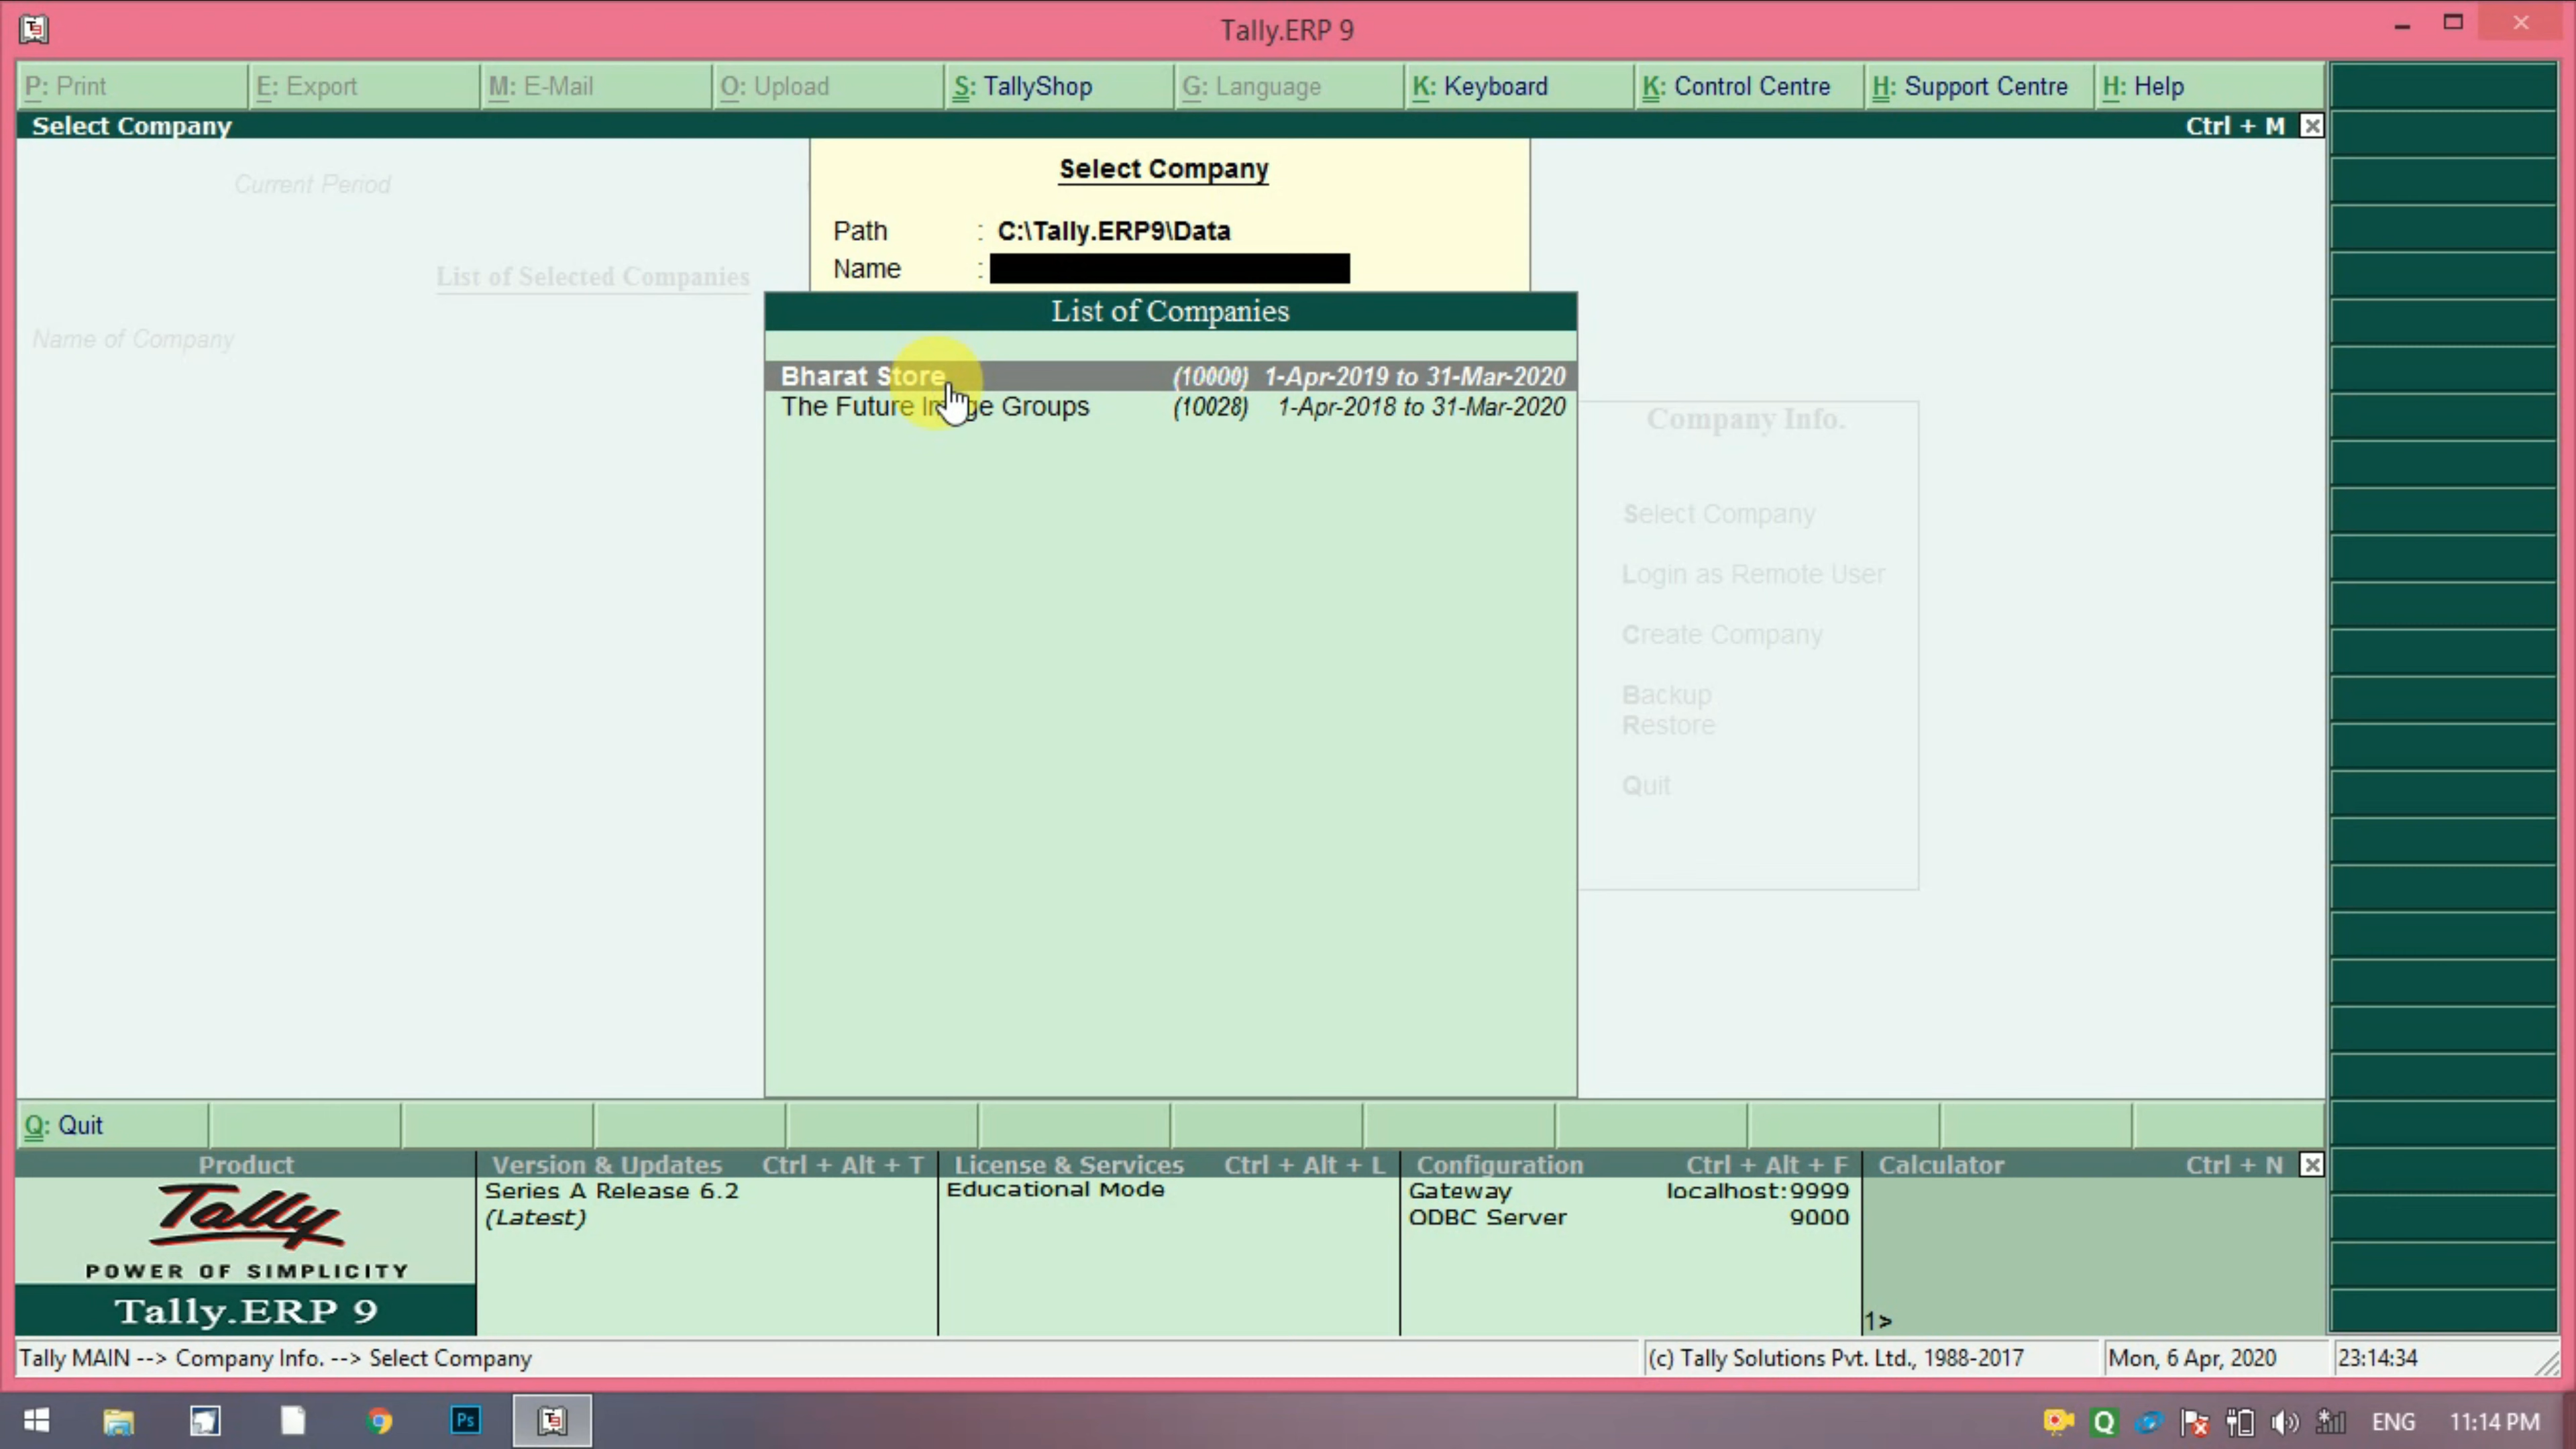 Tally.ERP 9
P: Print E: Export M: E-Mail O: Upload S: TallyShop G: Language K: Keyboard K: Control Centre H: Support Centre H: Help
Select Company Ctrl + M
Current Period
Select Company
Path : C:\Tally.ERP9\Data
Name :
List of Selected Companies
Name of Company
List of Companies
Bharat Store (10000) 1-Apr-2019 to 31-Mar-2020
The Future Image Groups (10028) 1-Apr-2018 to 31-Mar-2020
Company Info.
Select Company
Login as Remote User
Create Company
Backup
Restore
Quit
Q: Quit
Product
Tally
POWER OF SIMPLICITY
Tally.ERP 9
Version & Updates Ctrl + Alt + T
Series A Release 6.2
(Latest)
License & Services Ctrl + Alt + L
Educational Mode
Configuration Ctrl + Alt + F
Gateway localhost:9999
ODBC Server 9000
Calculator Ctrl + N
1>
Tally MAIN --> Company Info. --> Select Company
(c) Tally Solutions Pvt. Ltd., 1988-2017
Mon, 6 Apr, 2020
23:14:34
Ps
Q
ENG
11:14 PM